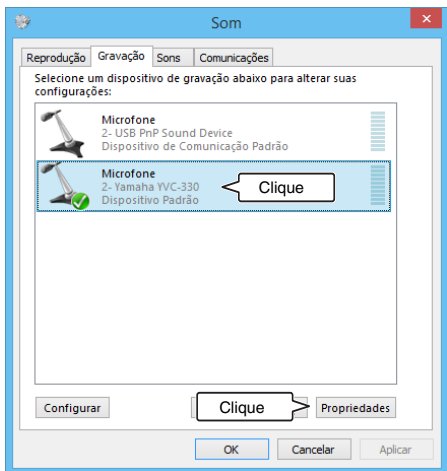 Som
Reprodução Gravação Sons Comunicações
Selecione um dispositivo de gravação abaixo para alterar suas
configurações:
Microfone
2- USB PnP Sound Device
Dispositivo de Comunicação Padrão
Microfone
2- Yamaha YVC-330
Dispositivo Padrão
Clique
Configurar
Clique
Propriedades
OK Cancelar Aplicar